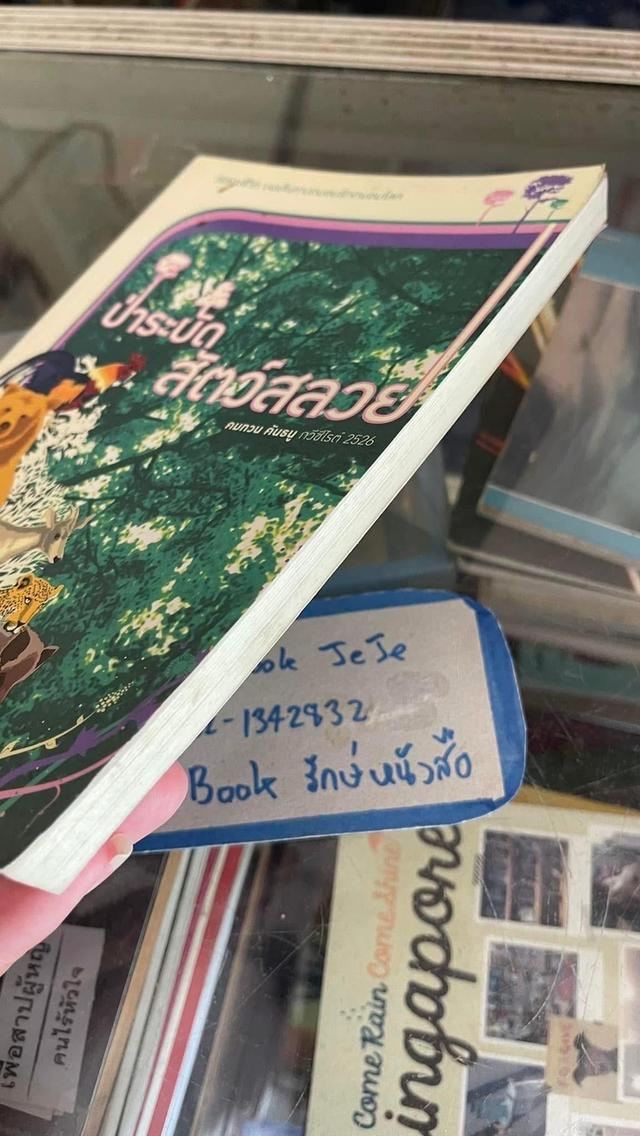 ป่าระบัด
สัตว์สลวย
คมทวน คันธนู กวีซีไรต์ 2526
ook JeJe
2-1342832
Book รักษ์หนัวสือ
เพื่อสาปผู้หญ
คนไร้หัวใจ
Come Rain Come Shine
ingapore